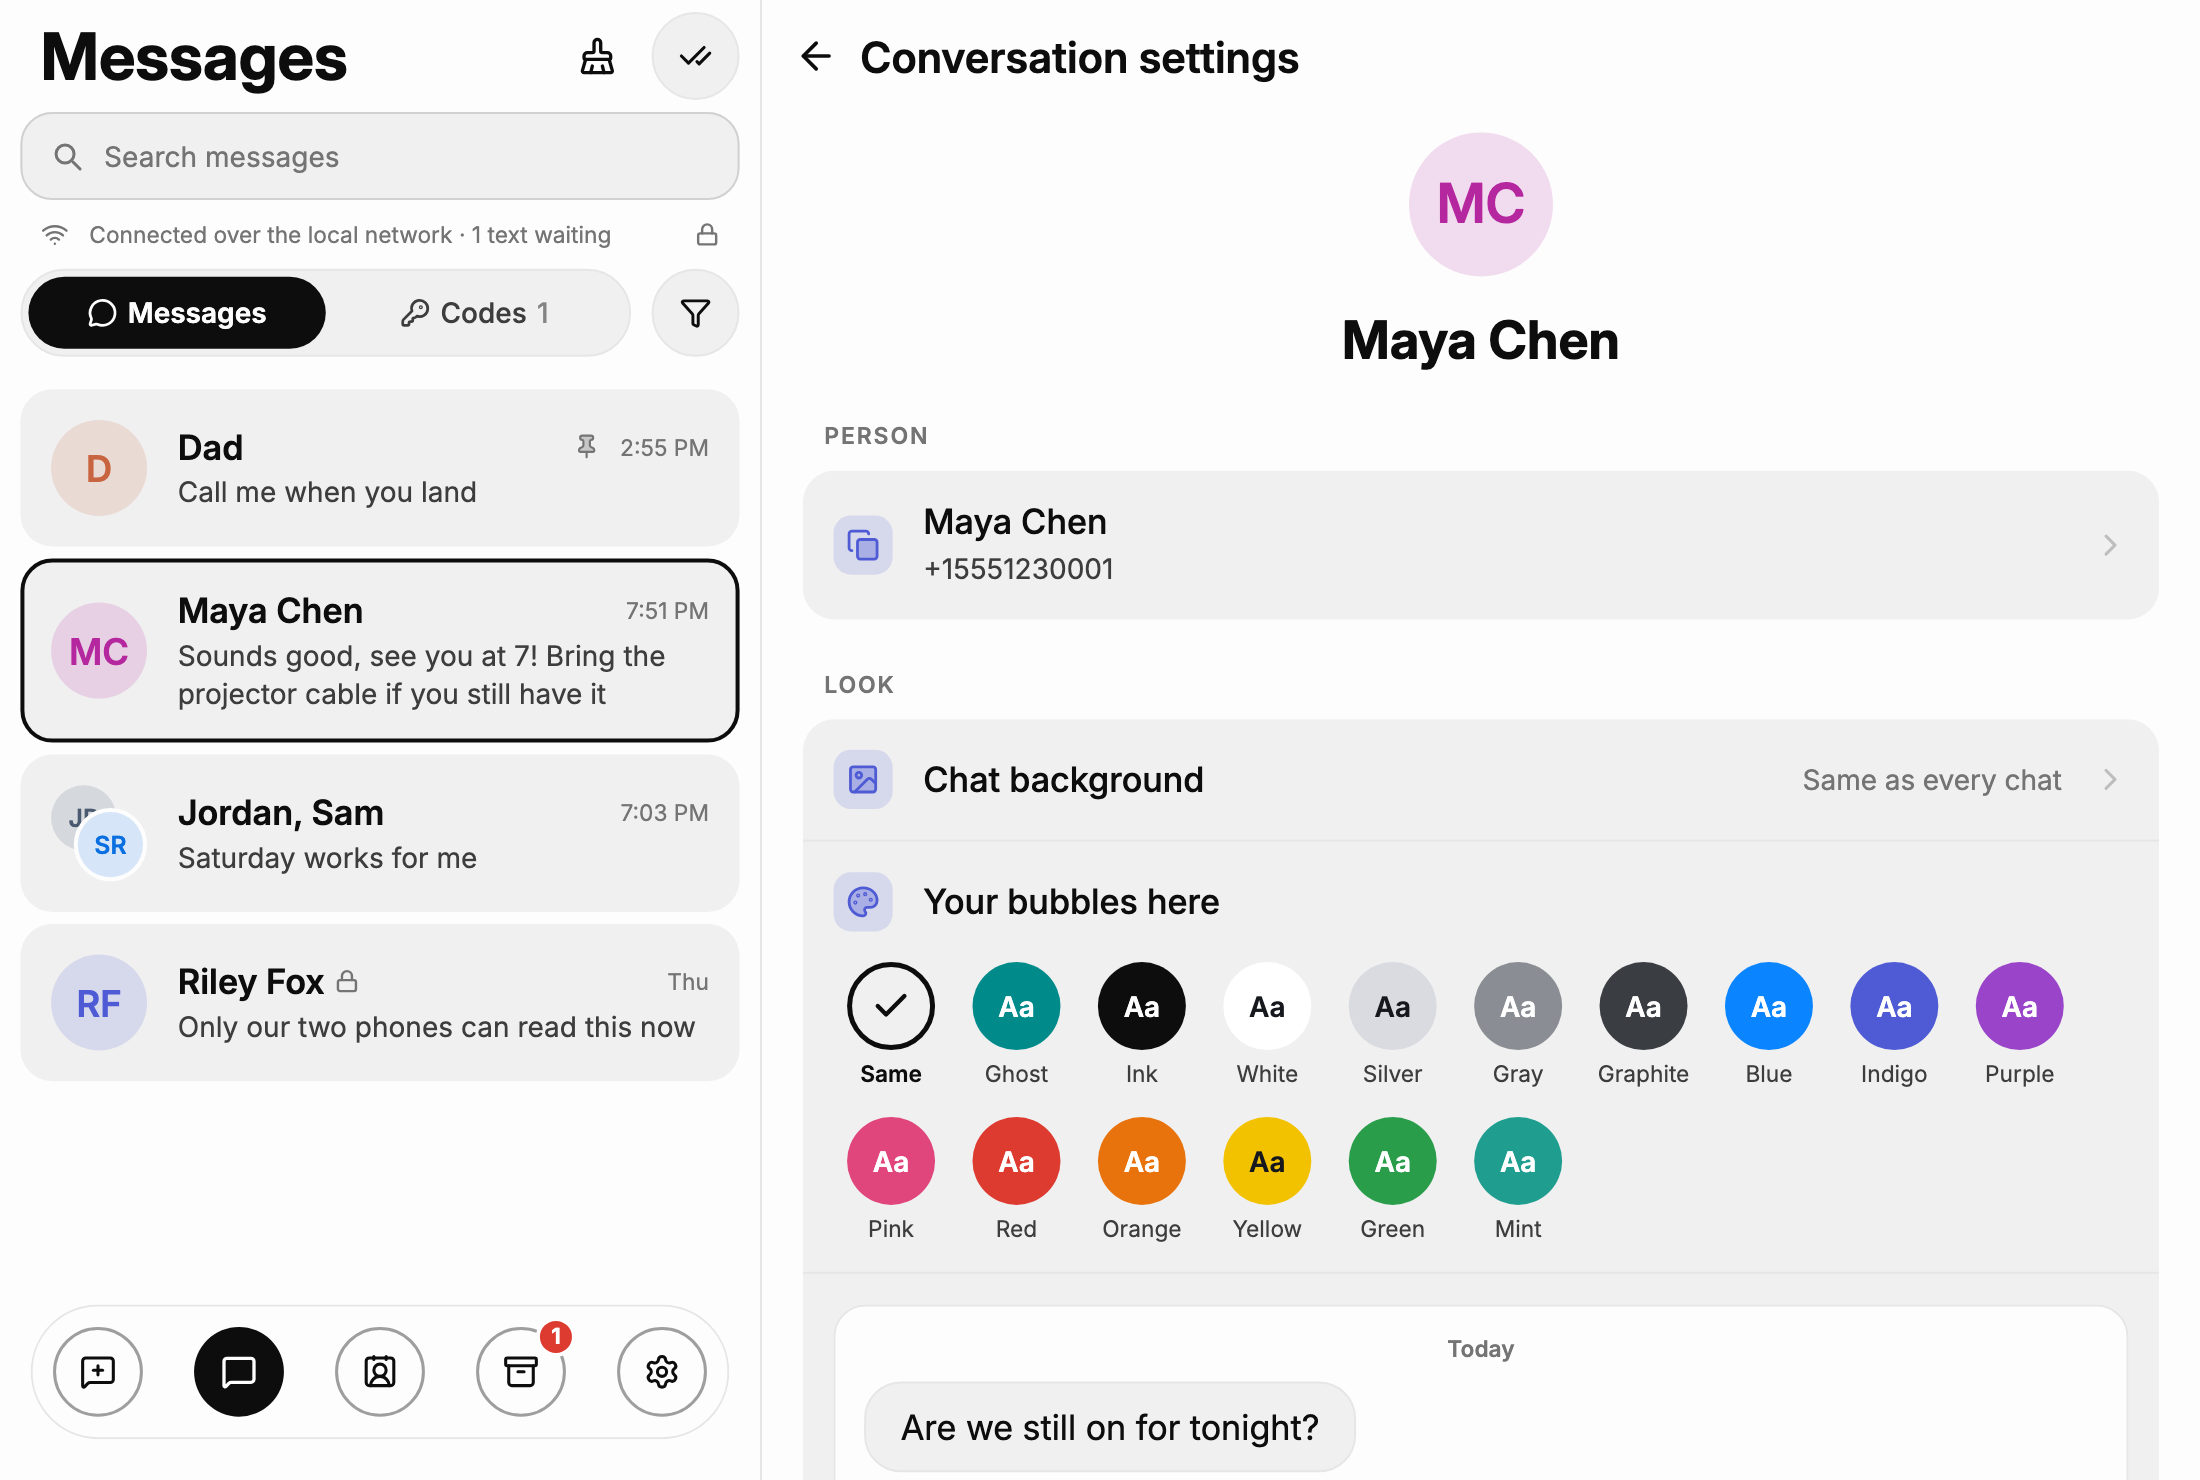 Messages
Search messages
Connected over the local network · 1 text waiting
Messages
Codes 1
D
Dad
2:55 PM
Call me when you land
MC
Maya Chen
7:51 PM
Sounds good, see you at 7! Bring the
projector cable if you still have it
SR
Jordan, Sam
7:03 PM
Saturday works for me
RF
Riley Fox
Thu
Only our two phones can read this now
1
Conversation settings
MC
Maya Chen
PERSON
Maya Chen
+15551230001
LOOK
Chat background
Same as every chat
Your bubbles here
Aa Aa Aa Aa Aa Aa Aa Aa Aa
Same Ghost Ink White Silver Gray Graphite Blue Indigo Purple
Aa Aa Aa Aa Aa Aa
Pink Red Orange Yellow Green Mint
Today
Are we still on for tonight?